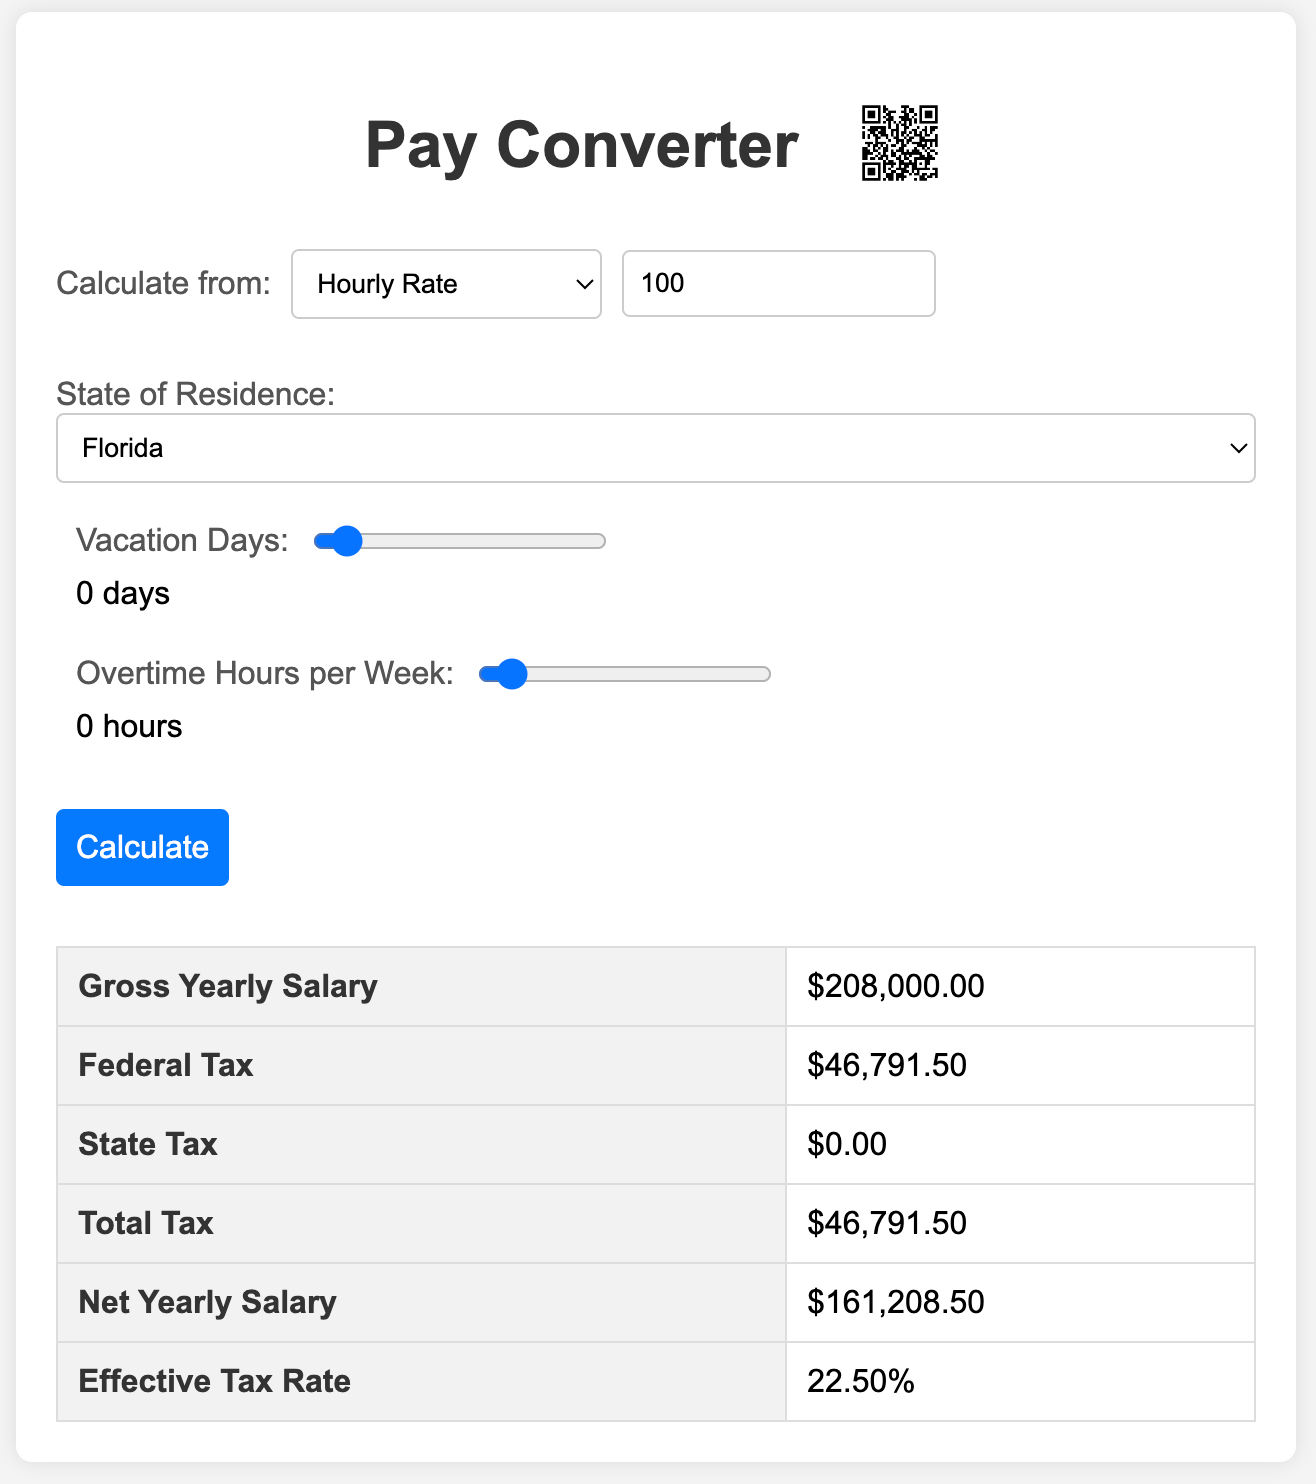 Pay Converter
Calculate from: Hourly Rate 100
State of Residence:
Florida
Vacation Days:
0 days
Overtime Hours per Week:
0 hours
Calculate
Gross Yearly Salary $208,000.00
Federal Tax $46,791.50
State Tax $0.00
Total Tax $46,791.50
Net Yearly Salary $161,208.50
Effective Tax Rate 22.50%